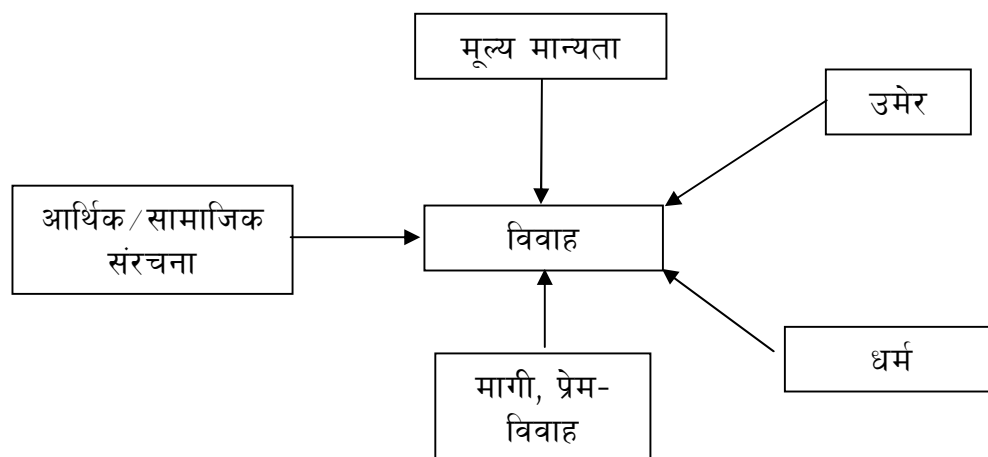 मूल्य मान्यता
उमेर
आर्थिक/सामाजिक
संरचना
विवाह
मागी, प्रेम-
विवाह
धर्म